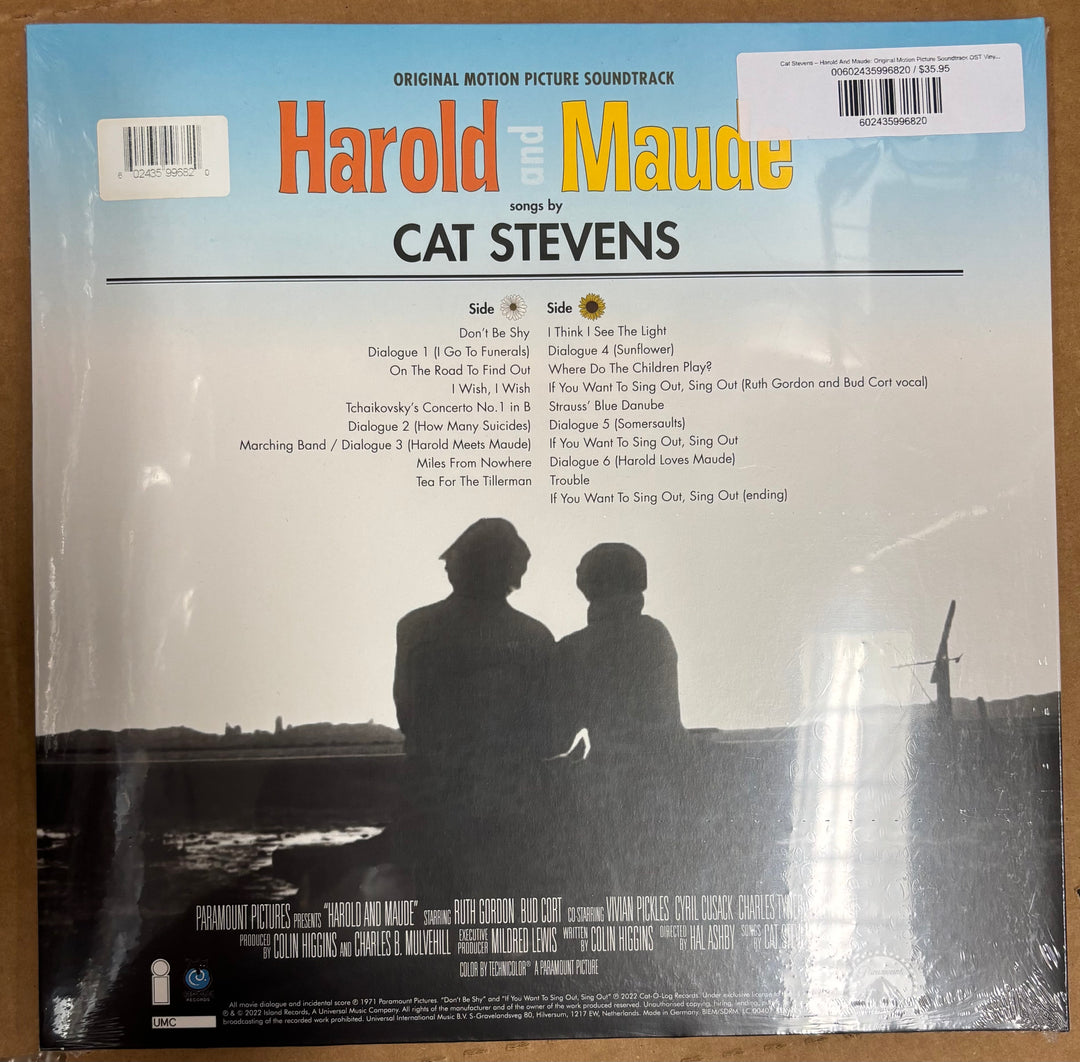 Cat Stevens – Harold And Maude: Original Motion Picture Soundtrack OST Viny...
00602435996820 / $35.95
602435996820
ORIGINAL MOTION PICTURE SOUNDTRACK
6 02435 99682 0
Harold and Maude
songs by
CAT STEVENS
Side
Don't Be Shy
Dialogue 1 (I Go To Funerals)
On The Road To Find Out
I Wish, I Wish
Tchaikovsky's Concerto No.1 in B
Dialogue 2 (How Many Suicides)
Marching Band / Dialogue 3 (Harold Meets Maude)
Miles From Nowhere
Tea For The Tillerman
Side
I Think I See The Light
Dialogue 4 (Sunflower)
Where Do The Children Play?
If You Want To Sing Out, Sing Out (Ruth Gordon and Bud Cort vocal)
Strauss' Blue Danube
Dialogue 5 (Somersaults)
If You Want To Sing Out, Sing Out
Dialogue 6 (Harold Loves Maude)
Trouble
If You Want To Sing Out, Sing Out (ending)
PARAMOUNT PICTURES PRESENTS "HAROLD AND MAUDE" STARRING RUTH GORDON BUD CORT CO-STARRING VIVIAN PICKLES CYRIL CUSACK CHARLES
PRODUCED BY COLIN HIGGINS AND CHARLES B. MULVEHILL EXECUTIVE PRODUCER MILDRED LEWIS WRITTEN BY COLIN HIGGINS DIRECTED BY HAL ASHBY SONGS BY CAT
COLOR BY TECHNICOLOR® A PARAMOUNT PICTURE
RECORDS
UMC
All movie dialogue and incidental score ℗ 1971 Paramount Pictures. "Don't Be Shy" and "If You Want To Sing Out, Sing Out" ℗ 2022 Cat-O-Log Records. Under exclusive license to
℗ & © 2022 Island Records, A Universal Music Company. All rights of the manufacturer and of the owner of the work produced reserved. Unauthorised copying, hiring, lending,
broadcasting of the recorded work prohibited. Universal International Music B.V. S-Gravelandseveg 80, Hilversum, 1217 EW, Netherlands. Made in Germany. BIEM/SDRM. LC